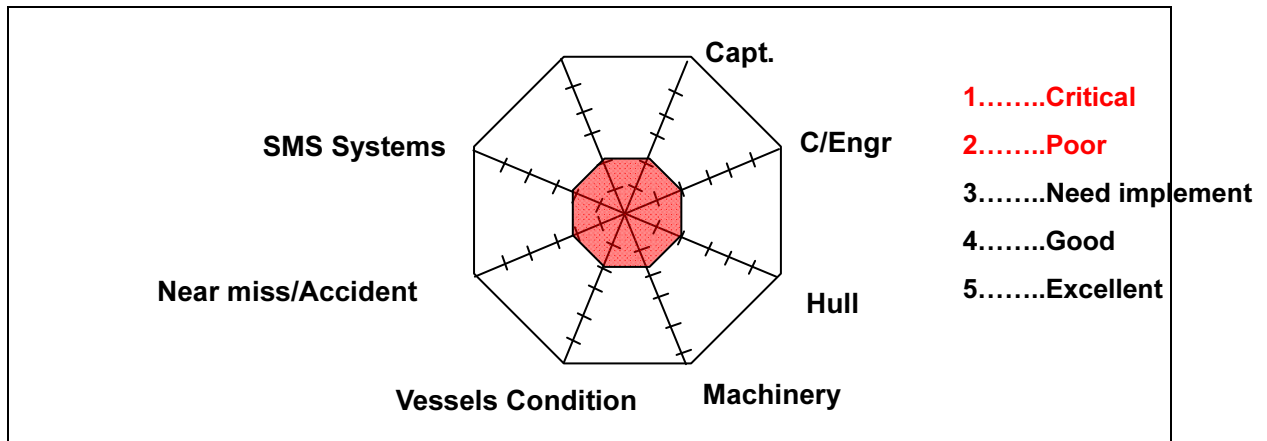 Capt.
SMS Systems
C/Engr
Near miss/Accident
Hull
Vessels Condition
Machinery
1……..Critical
2……..Poor
3……..Need implement
4……..Good
5……..Excellent